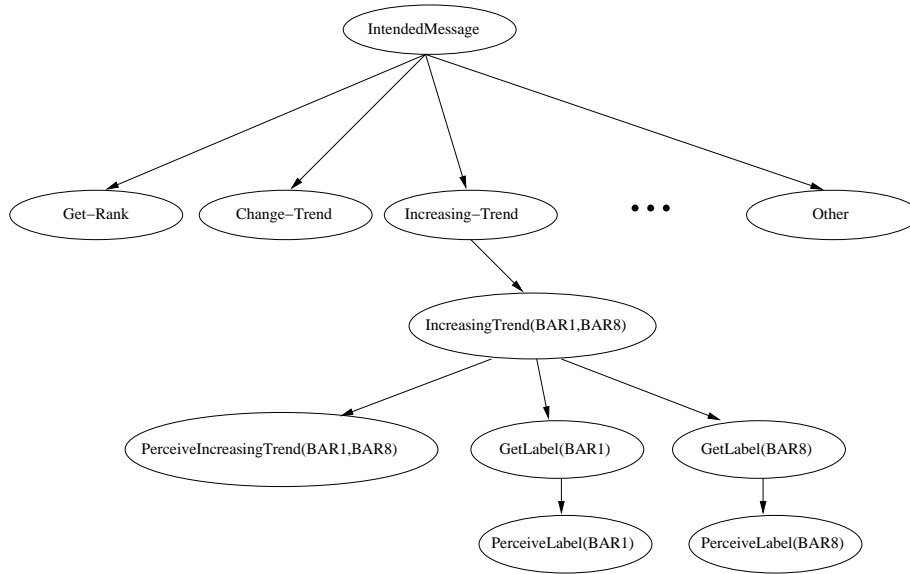 IntendedMessage
Get−Rank
Change−Trend
Increasing−Trend
Other
IncreasingTrend(BAR1,BAR8)
PerceiveIncreasingTrend(BAR1,BAR8)
GetLabel(BAR1)
GetLabel(BAR8)
PerceiveLabel(BAR1)
PerceiveLabel(BAR8)